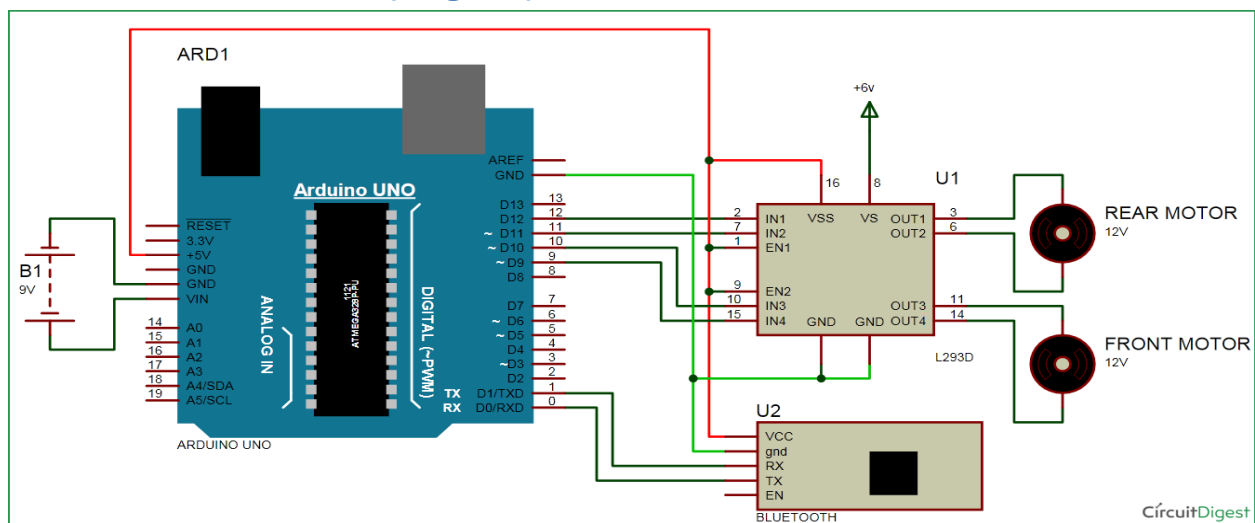 ARD1
Arduino UNO
RESET
3.3V
+5V
GND
GND
VIN
14 A0
15 A1
16 A2
17 A3
18 A4/SDA
19 A5/SCL
ANALOG IN
1121
ATMEGA328P-PU
DIGITAL (~PWM)
AREF
GND
D13 13
D12 12
~ D11 11
~ D10 10
~ D9 9
D8 8
D7 7
~ D6 6
~ D5 5
D4 4
~ D3 3
D2 2
TX D1/TXD 1
RX D0/RXD 0
ARDUINO UNO
B1
9V
+6v
U1
16 8
VSS VS
2 IN1
7 IN2
1 EN1
9 EN2
10 IN3
15 IN4
GND GND
OUT1 3
OUT2 6
OUT3 11
OUT4 14
L293D
REAR MOTOR
12V
FRONT MOTOR
12V
U2
VCC
gnd
RX
TX
EN
BLUETOOTH
CircuitDigest